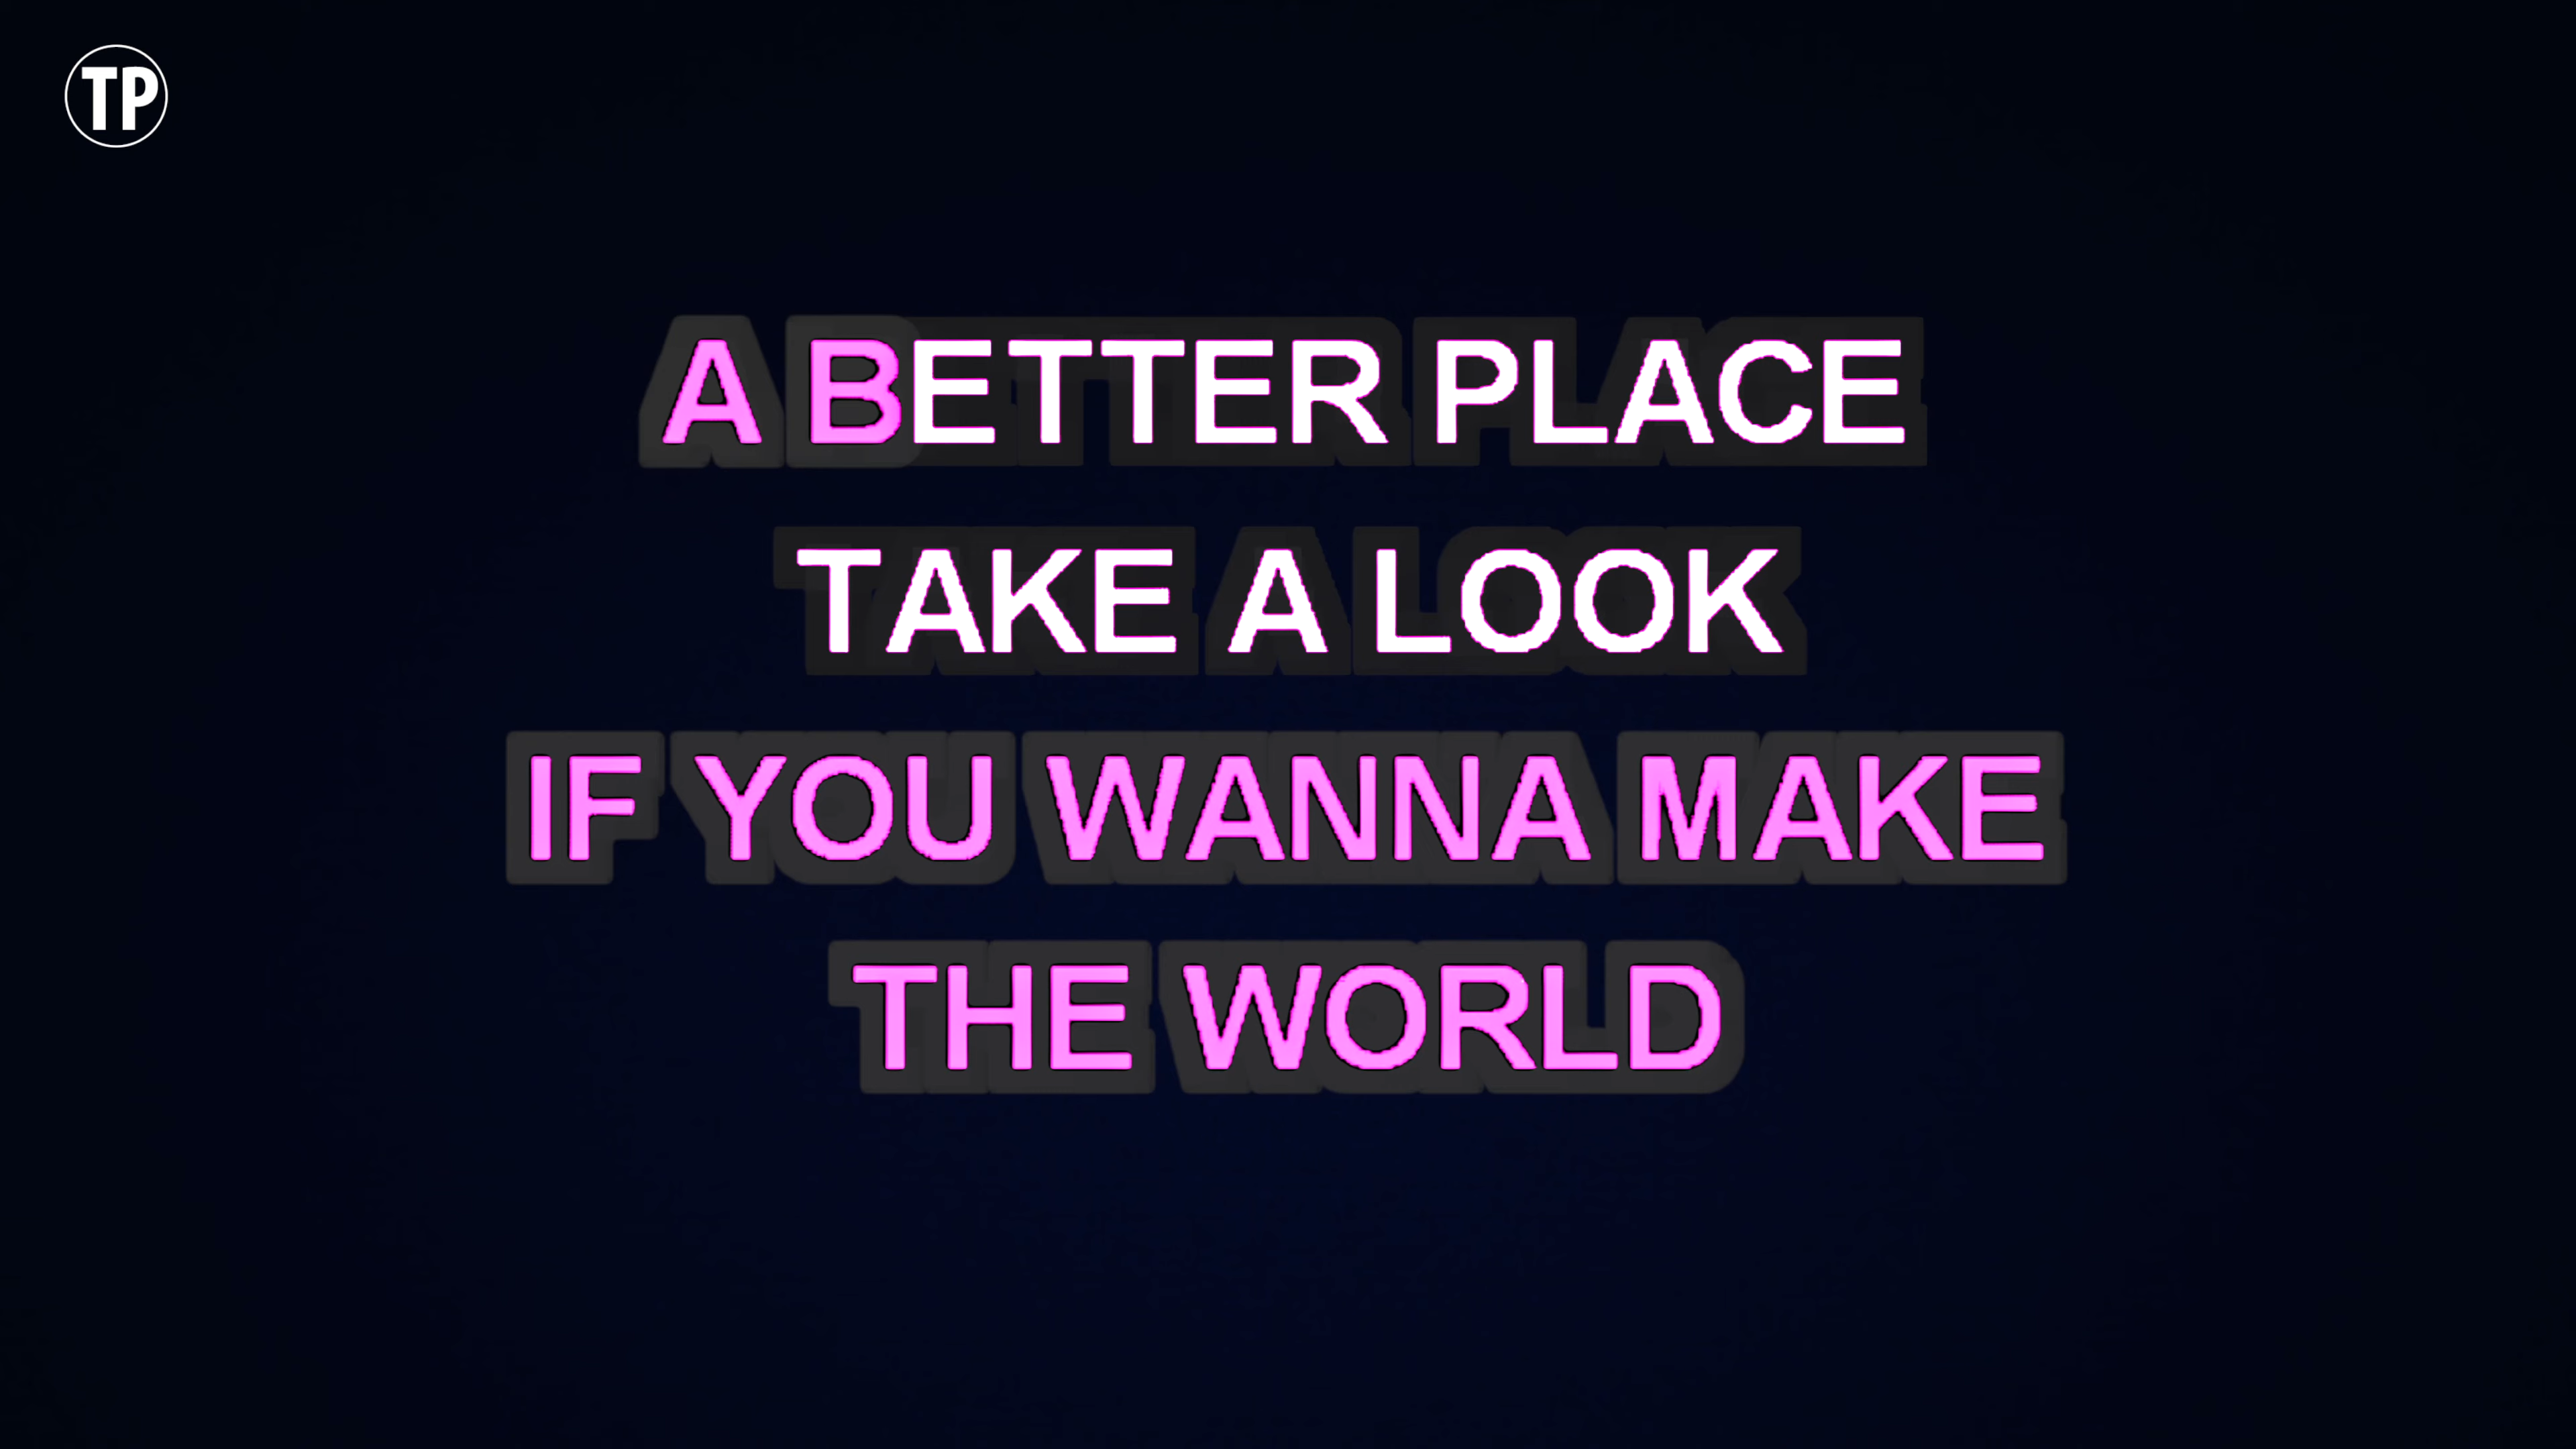 TP
A BETTER PLACE
TAKE A LOOK
IF YOU WANNA MAKE
THE WORLD